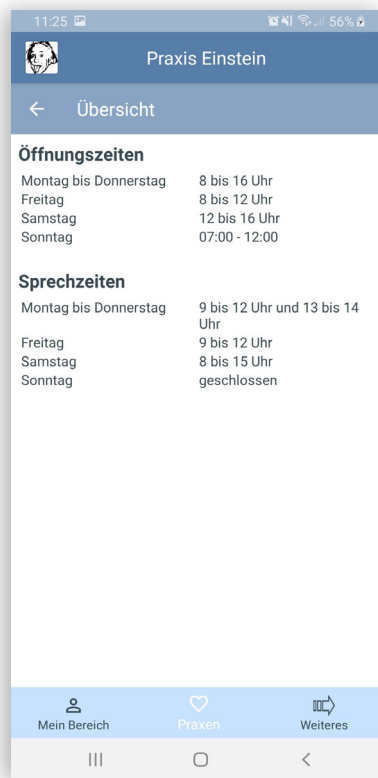 11:25 56%
Praxis Einstein
Übersicht
Öffnungszeiten
Montag bis Donnerstag 8 bis 16 Uhr
Freitag 8 bis 12 Uhr
Samstag 12 bis 16 Uhr
Sonntag 07:00 - 12:00
Sprechzeiten
Montag bis Donnerstag 9 bis 12 Uhr und 13 bis 14
Uhr
Freitag 9 bis 12 Uhr
Samstag 8 bis 15 Uhr
Sonntag geschlossen
Mein Bereich Praxen Weiteres